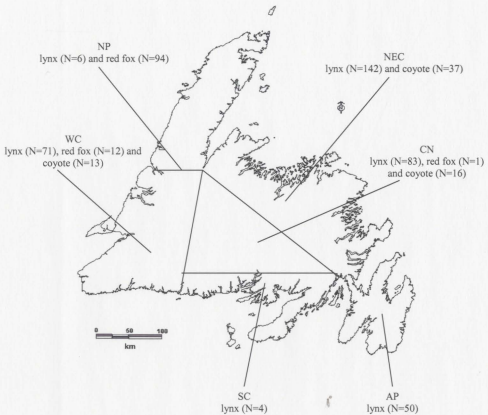 NP
lynx (N=6) and red fox (N=94)
NEC
lynx (N=142) and coyote (N=37)
WC
lynx (N=71), red fox (N=12) and
coyote (N=13)
CN
lynx (N=83), red fox (N=1)
and coyote (N=16)
0 50 100
km
SC
lynx (N=4)
AP
lynx (N=50)